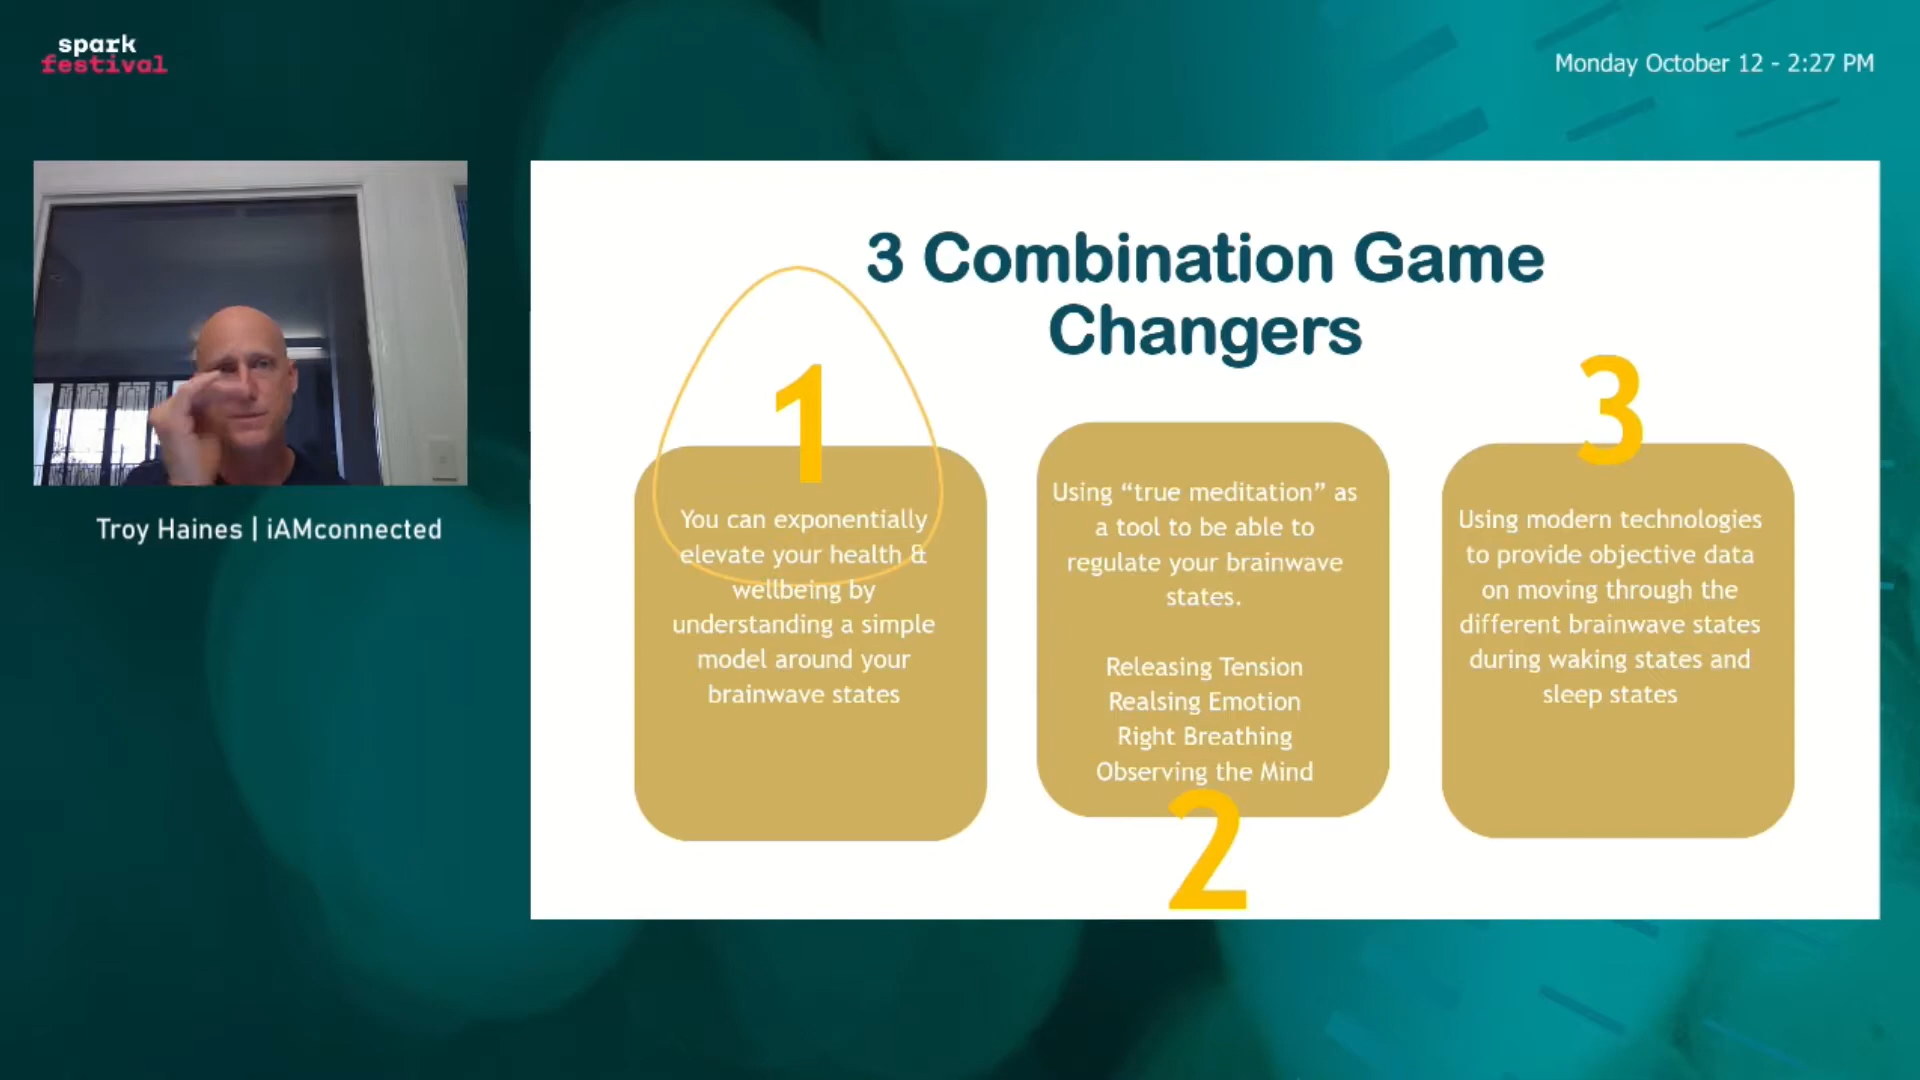 spark
festival
Monday October 12 - 2:27 PM
Troy Haines | iAMconnected
3 Combination Game
Changers
1
You can exponentially
elevate your health &
wellbeing by
understanding a simple
model around your
brainwave states
Using “true meditation” as
a tool to be able to
regulate your brainwave
states.
Releasing Tension
Realsing Emotion
Right Breathing
Observing the Mind
2
3
Using modern technologies
to provide objective data
on moving through the
different brainwave states
during waking states and
sleep states